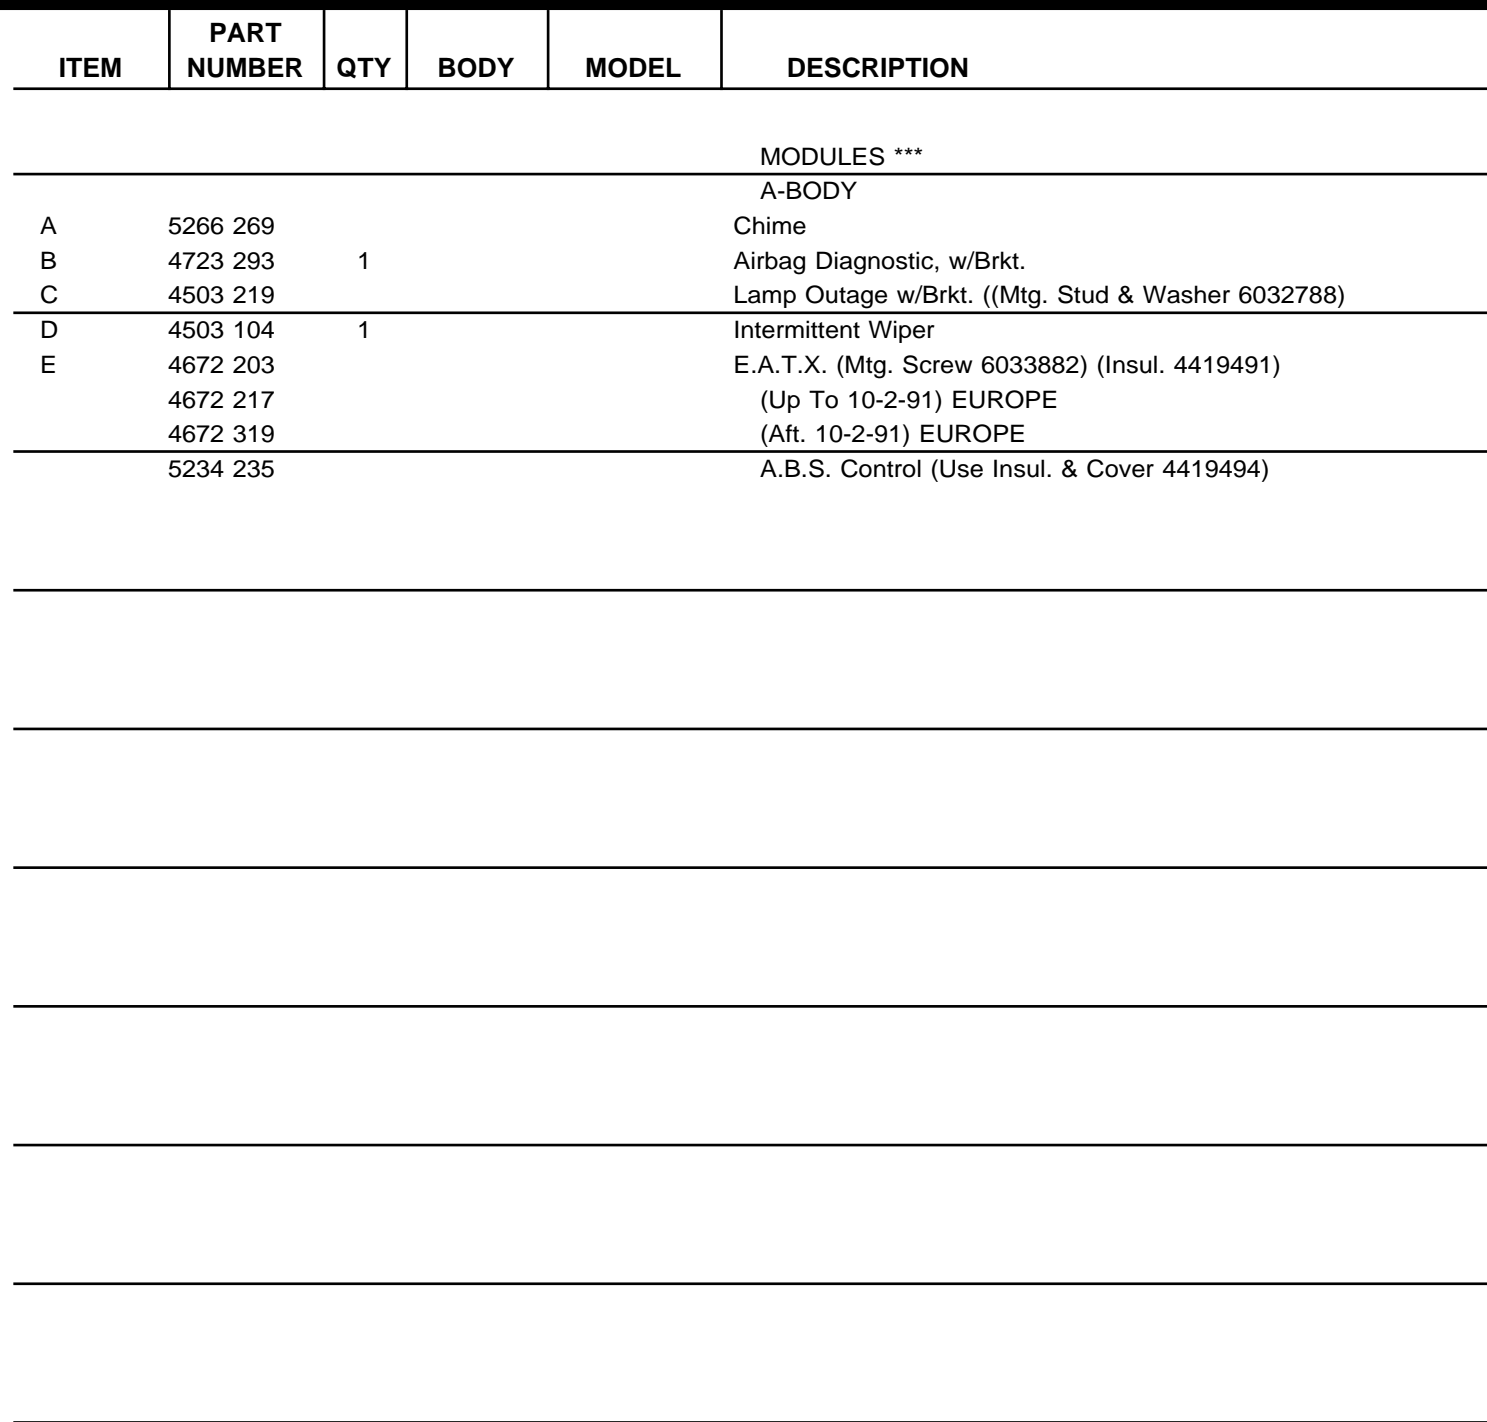 PART
ITEM NUMBER QTY BODY MODEL DESCRIPTION
MODULES ***
A-BODY
A 5266 269 Chime
B 4723 293 1 Airbag Diagnostic, w/Brkt.
C 4503 219 Lamp Outage w/Brkt. ((Mtg. Stud & Washer 6032788)
D 4503 104 1 Intermittent Wiper
E 4672 203 E.A.T.X. (Mtg. Screw 6033882) (Insul. 4419491)
4672 217 (Up To 10-2-91) EUROPE
4672 319 (Aft. 10-2-91) EUROPE
5234 235 A.B.S. Control (Use Insul. & Cover 4419494)